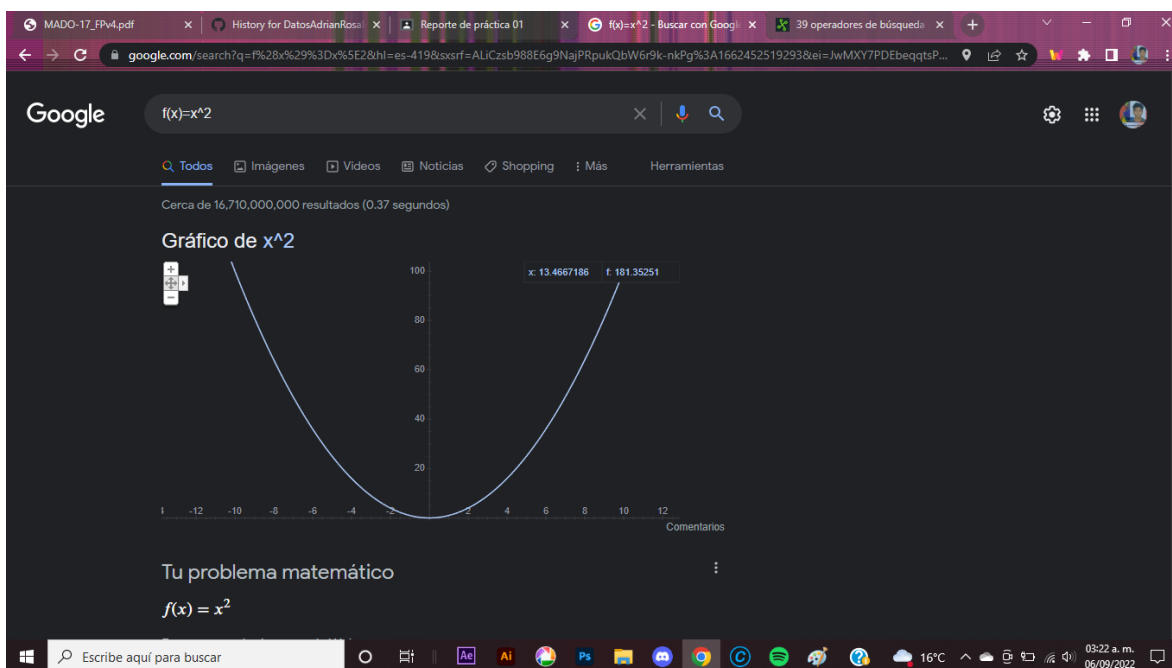 MADO-17_FPv4.pdf
History for DatosAdrianRosa
Reporte de práctica 01
f(x)=x^2 - Buscar con Google
39 operadores de búsqueda
google.com/search?q=f%28x%29%3Dx%5E2&hl=es-419&sxsrf=ALiCzsb988E6g9NajPRpukQbW6r9k-nkPg%3A1662452519293&ei=JwMXY7PDEbeqqtsP...
Google
f(x)=x^2
Todos
Imágenes
Videos
Noticias
Shopping
Más
Herramientas
Cerca de 16,710,000,000 resultados (0.37 segundos)
Gráfico de x^2
x: 13.4667186 f: 181.35251
100
80
60
40
20
-12 -10 -8 -6 -4 -2 2 4 6 8 10 12
Comentarios
Tu problema matemático
f(x) = x²
Escribe aquí para buscar
Ae
Ai
Ps
16°C
03:22 a. m.
06/09/2022